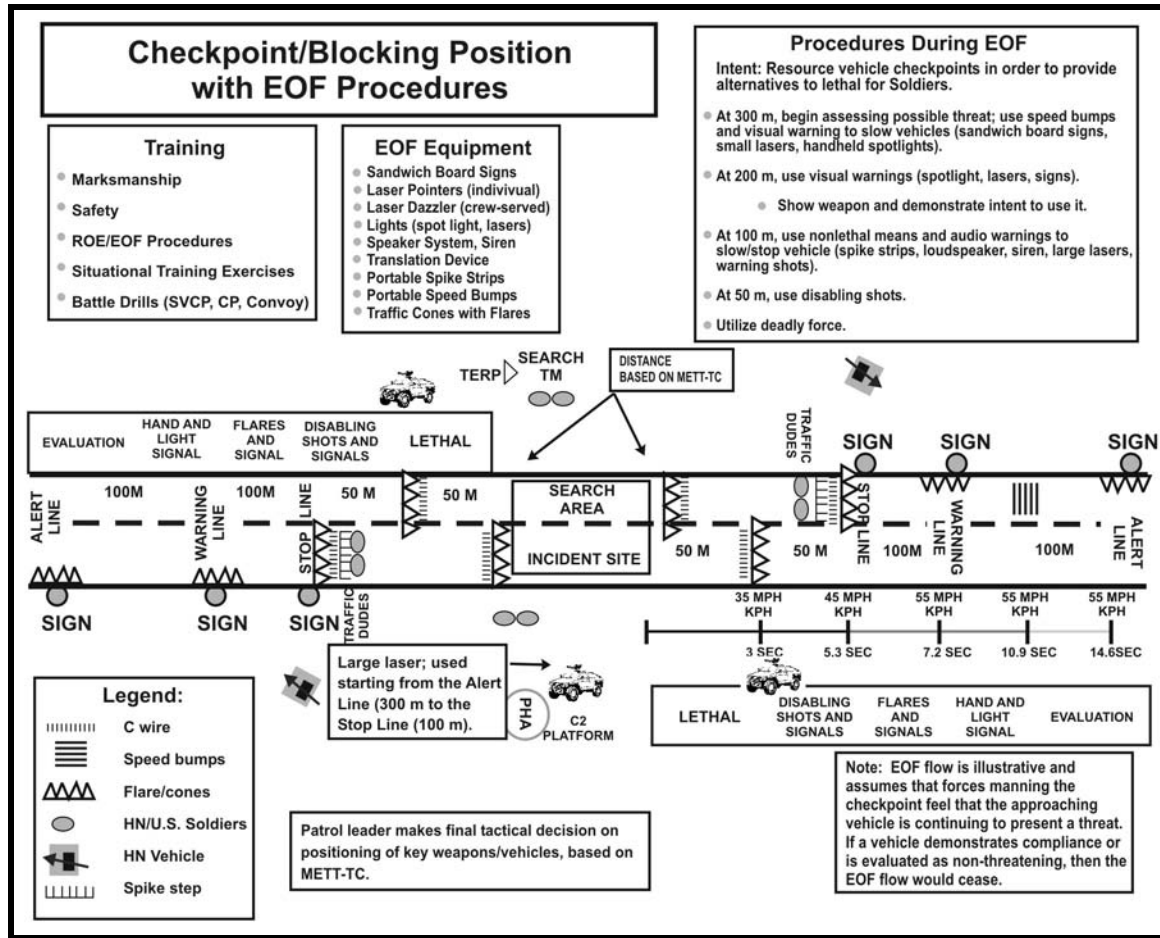 Checkpoint/Blocking Position
with EOF Procedures
Training
Marksmanship
Safety
ROE/EOF Procedures
Situational Training Exercises
Battle Drills (SVCP, CP, Convoy)
EOF Equipment
Sandwich Board Signs
Laser Pointers (indivivual)
Laser Dazzler (crew-served)
Lights (spot light, lasers)
Speaker System, Siren
Translation Device
Portable Spike Strips
Portable Speed Bumps
Traffic Cones with Flares
Procedures During EOF
Intent: Resource vehicle checkpoints in order to provide
alternatives to lethal for Soldiers.
At 300 m, begin assessing possible threat; use speed bumps
and visual warning to slow vehicles (sandwich board signs,
small lasers, handheld spotlights).
At 200 m, use visual warnings (spotlight, lasers, signs).
Show weapon and demonstrate intent to use it.
At 100 m, use nonlethal means and audio warnings to
slow/stop vehicle (spike strips, loudspeaker, siren, large lasers,
warning shots).
At 50 m, use disabling shots.
Utilize deadly force.
TERP
SEARCH
TM
DISTANCE
BASED ON METT-TC
EVALUATION
HAND AND
LIGHT
SIGNAL
FLARES
AND
SIGNAL
DISABLING
SHOTS AND
SIGNALS
LETHAL
TRAFFIC
DUDES
SIGN
SIGN
SIGN
ALERT
LINE
100M
WARNING
LINE
100M
STOP
LINE
50 M
50 M
SEARCH
AREA
INCIDENT SITE
50 M
50 M
STOP LINE
100M
WARNING
LINE
100M
ALERT
LINE
SIGN
SIGN
SIGN
TRAFFIC
DUDES
35 MPH
KPH
45 MPH
KPH
55 MPH
KPH
55 MPH
KPH
55 MPH
KPH
3 SEC
5.3 SEC
7.2 SEC
10.9 SEC
14.6SEC
Large laser; used
starting from the Alert
Line (300 m to the
Stop Line (100 m).
PHA
C2
PLATFORM
LETHAL
DISABLING
SHOTS AND
SIGNALS
FLARES
AND
SIGNALS
HAND AND
LIGHT
SIGNAL
EVALUATION
Legend:
C wire
Speed bumps
Flare/cones
HN/U.S. Soldiers
HN Vehicle
Spike step
Patrol leader makes final tactical decision on
positioning of key weapons/vehicles, based on
METT-TC.
Note: EOF flow is illustrative and
assumes that forces manning the
checkpoint feel that the approaching
vehicle is continuing to present a threat.
If a vehicle demonstrates compliance or
is evaluated as non-threatening, then the
EOF flow would cease.